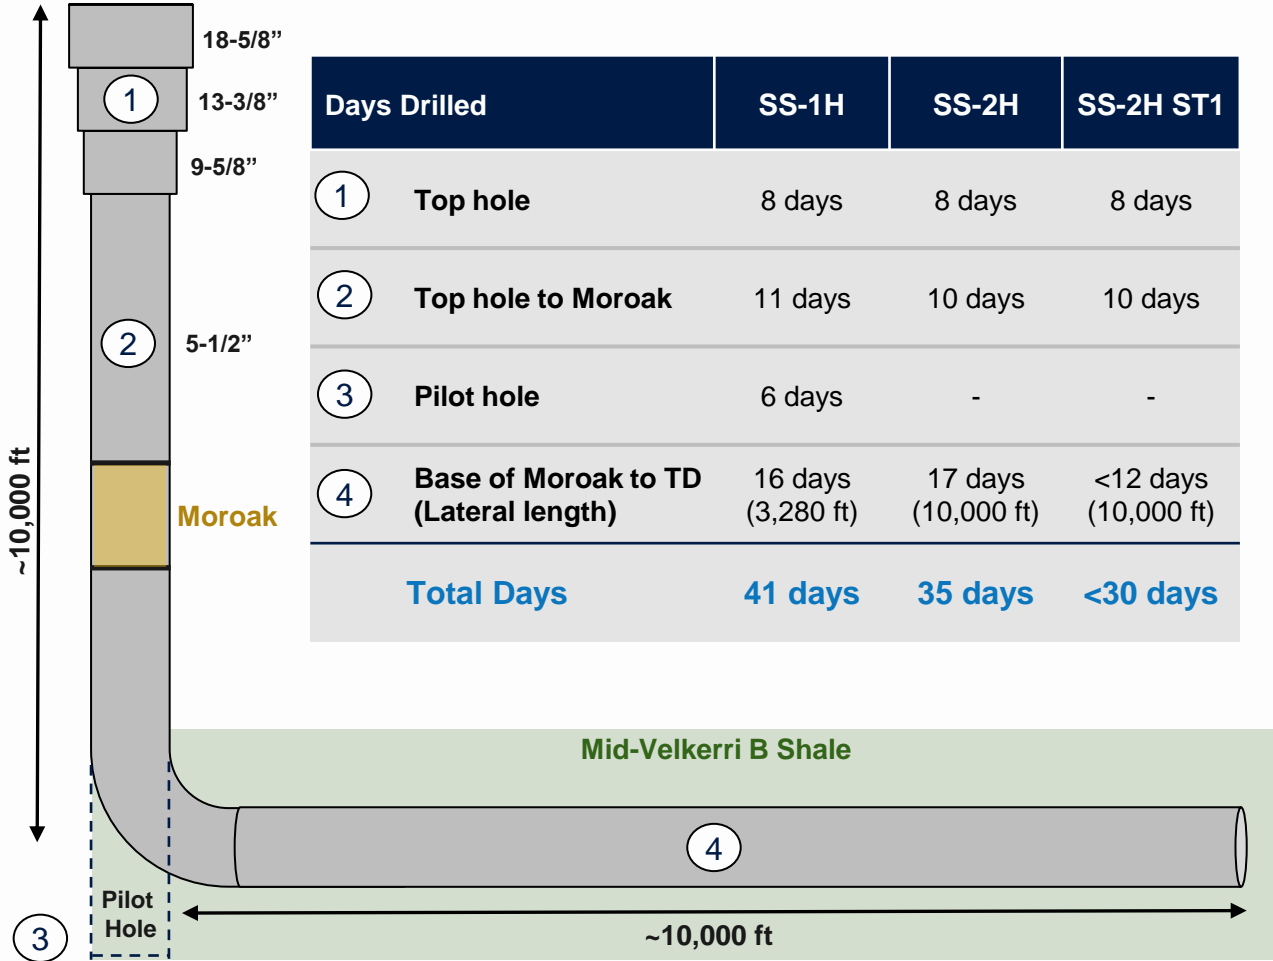 18-5/8”
1
13-3/8”
9-5/8”
2
5-1/2”
~10,000 ft
Moroak
Days Drilled SS-1H SS-2H SS-2H ST1
1 Top hole 8 days 8 days 8 days
2 Top hole to Moroak 11 days 10 days 10 days
3 Pilot hole 6 days - -
4 Base of Moroak to TD 16 days 17 days <12 days
(Lateral length) (3,280 ft) (10,000 ft) (10,000 ft)
Total Days 41 days 35 days <30 days
Mid-Velkerri B Shale
4
Pilot
Hole
3
~10,000 ft